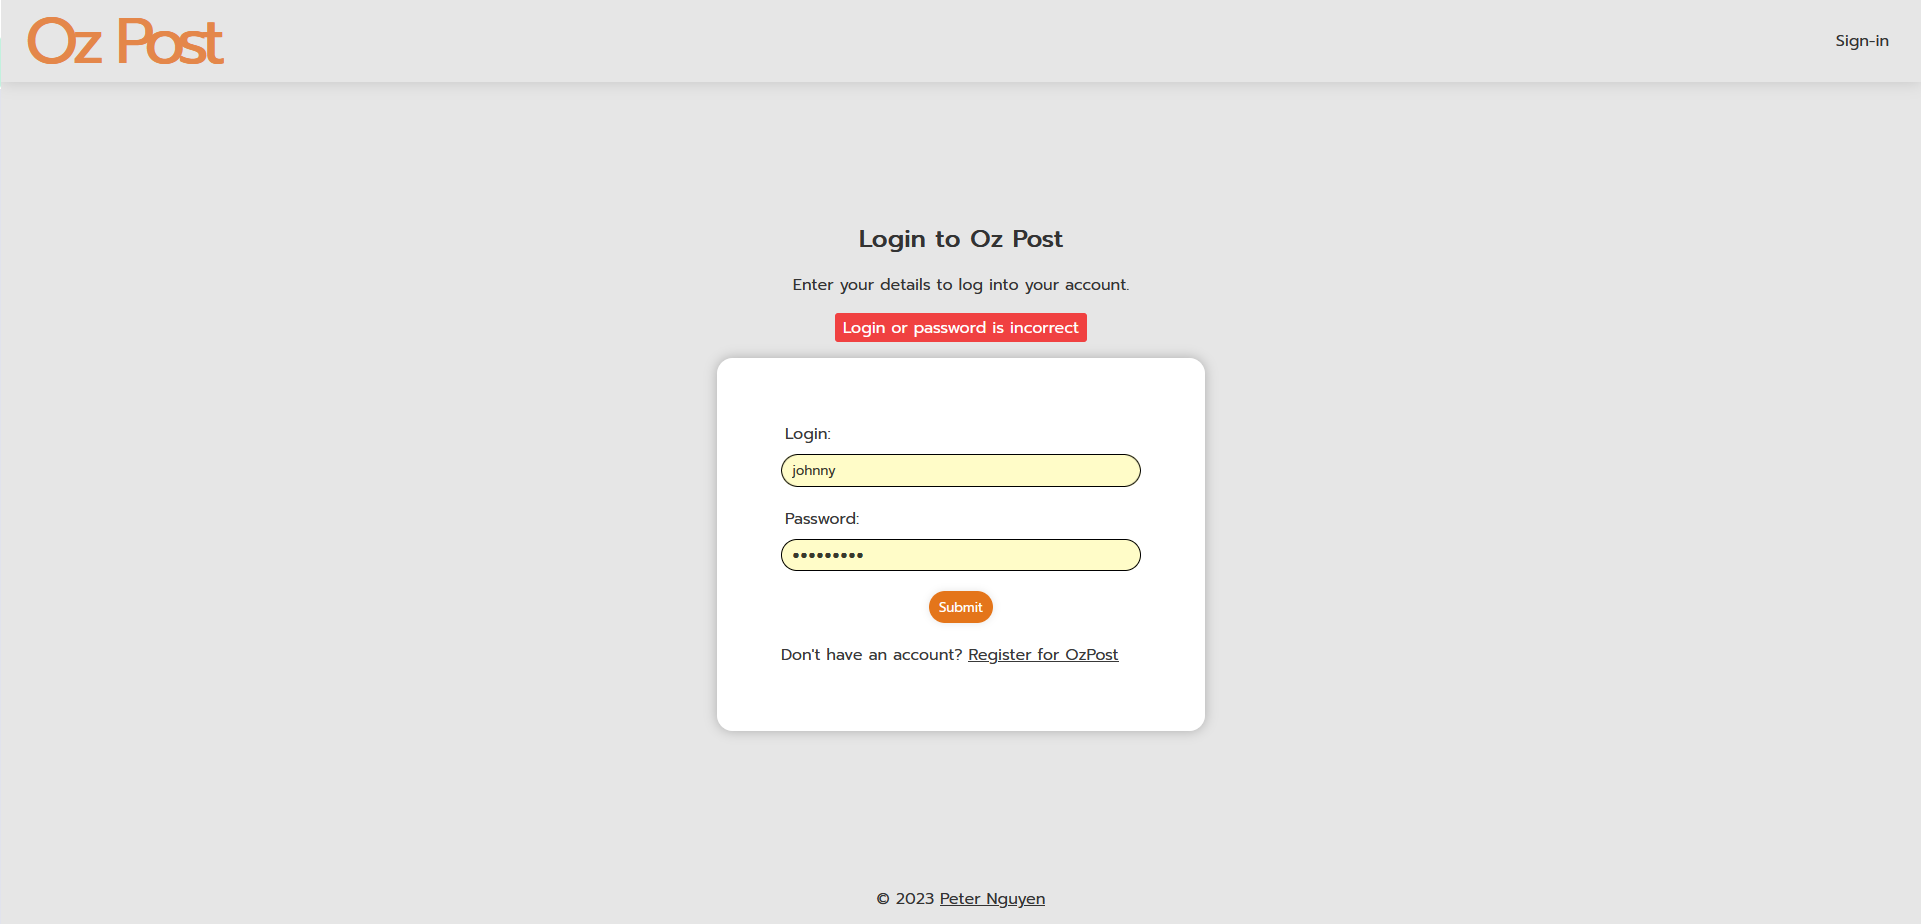 Oz Post
Sign-in
Login to Oz Post
Enter your details to log into your account.
Login or password is incorrect
Login:
johnny
Password:
•••••••••
Submit
Don't have an account? Register for OzPost
© 2023 Peter Nguyen